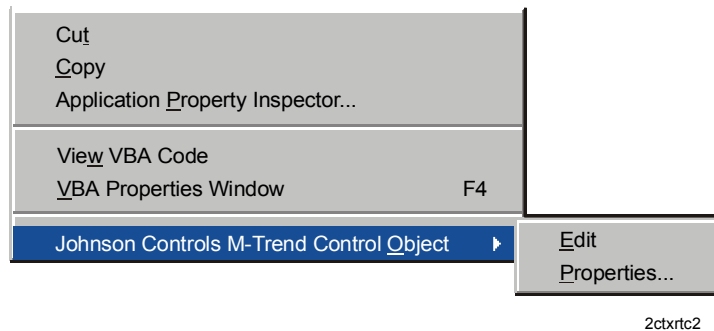 Cut
Copy
Application Property Inspector...
View VBA Code
VBA Properties Window F4
Johnson Controls M-Trend Control Object
Edit
Properties...
2ctxrtc2